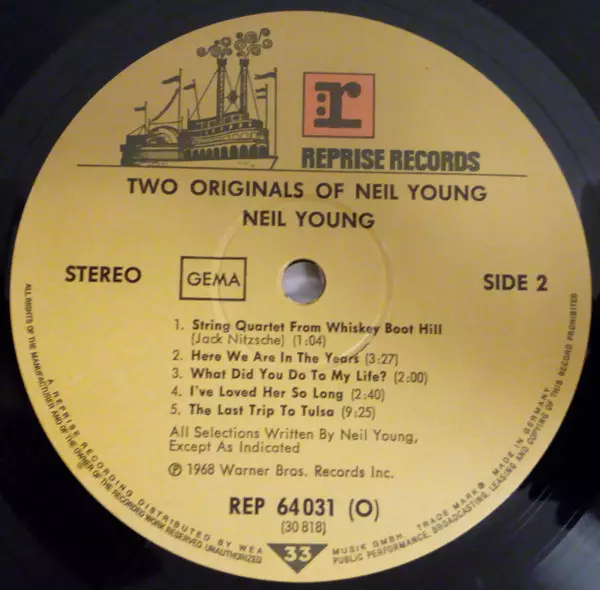 r
REPRISE RECORDS
TWO ORIGINALS OF NEIL YOUNG
NEIL YOUNG
STEREO
GEMA
SIDE 2
1. String Quartet From Whiskey Boot Hill
(Jack Nitzsche) (1:04)
2. Here We Are In The Years (3:27)
3. What Did You Do To My Life? (2:00)
4. I've Loved Her So Long (2:40)
5. The Last Trip To Tulsa (9:25)
All Selections Written By Neil Young,
Except As Indicated
℗ 1968 Warner Bros. Records Inc.
REP 64 031 (O)
(30 818)
33
A REPRISE RECORDING DISTRIBUTED BY WEA MUSIK GMBH. TRADE MARK® MADE IN GERMANY
ALL RIGHTS OF THE MANUFACTURER AND OF THE OWNER OF THE RECORDED WORK RESERVED UNAUTHORIZED PUBLIC PERFORMANCE, BROADCASTING, LEASING AND COPYING OF THIS RECORD PROHIBITED